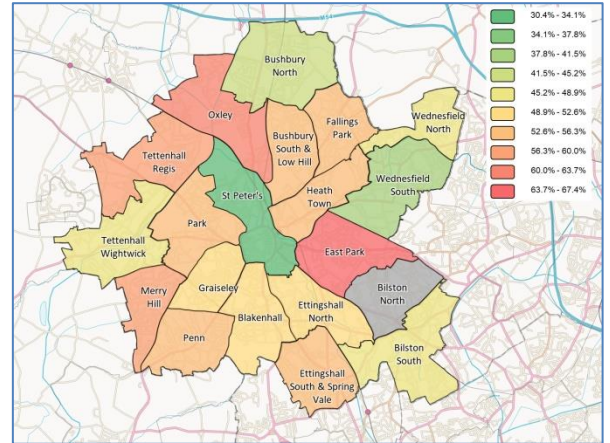 30.4% - 34.1%
34.1% - 37.8%
37.8% - 41.5%
41.5% - 45.2%
45.2% - 48.9%
48.9% - 52.6%
52.6% - 56.3%
56.3% - 60.0%
60.0% - 63.7%
63.7% - 67.4%
Bushbury
North
Oxley
Bushbury
South &
Low Hill
Fallings
Park
Wednesfield
North
Tettenhall
Regis
St Peter's
Heath
Town
Wednesfield
South
Park
Tettenhall
Wightwick
East Park
Merry
Hill
Graiseley
Blakenhall
Ettingshall
North
Bilston
North
Penn
Ettingshall
South & Spring
Vale
Bilston
South